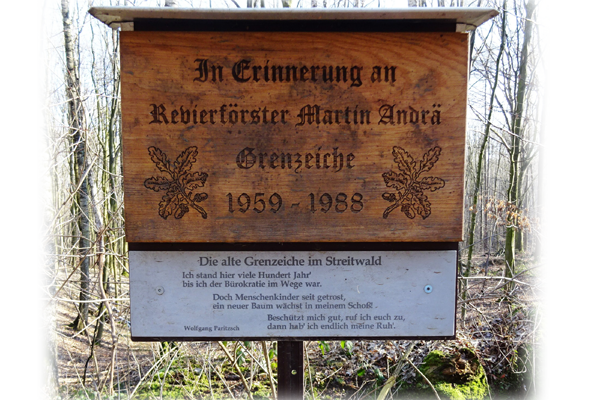 In Erinnerung an
Revierförster Martin Andrä
Grenzeiche
1959 - 1988
Die alte Grenzeiche im Streitwald
Ich stand hier viele Hundert Jahr'
bis ich der Bürokratie im Wege war.
Doch Menschenkinder seit getrost,
ein neuer Baum wächst in meinem Schoß!
Beschützt mich gut, ruf ich euch zu,
dann hab' ich endlich meine Ruh'.
Wolfgang Paritzsch